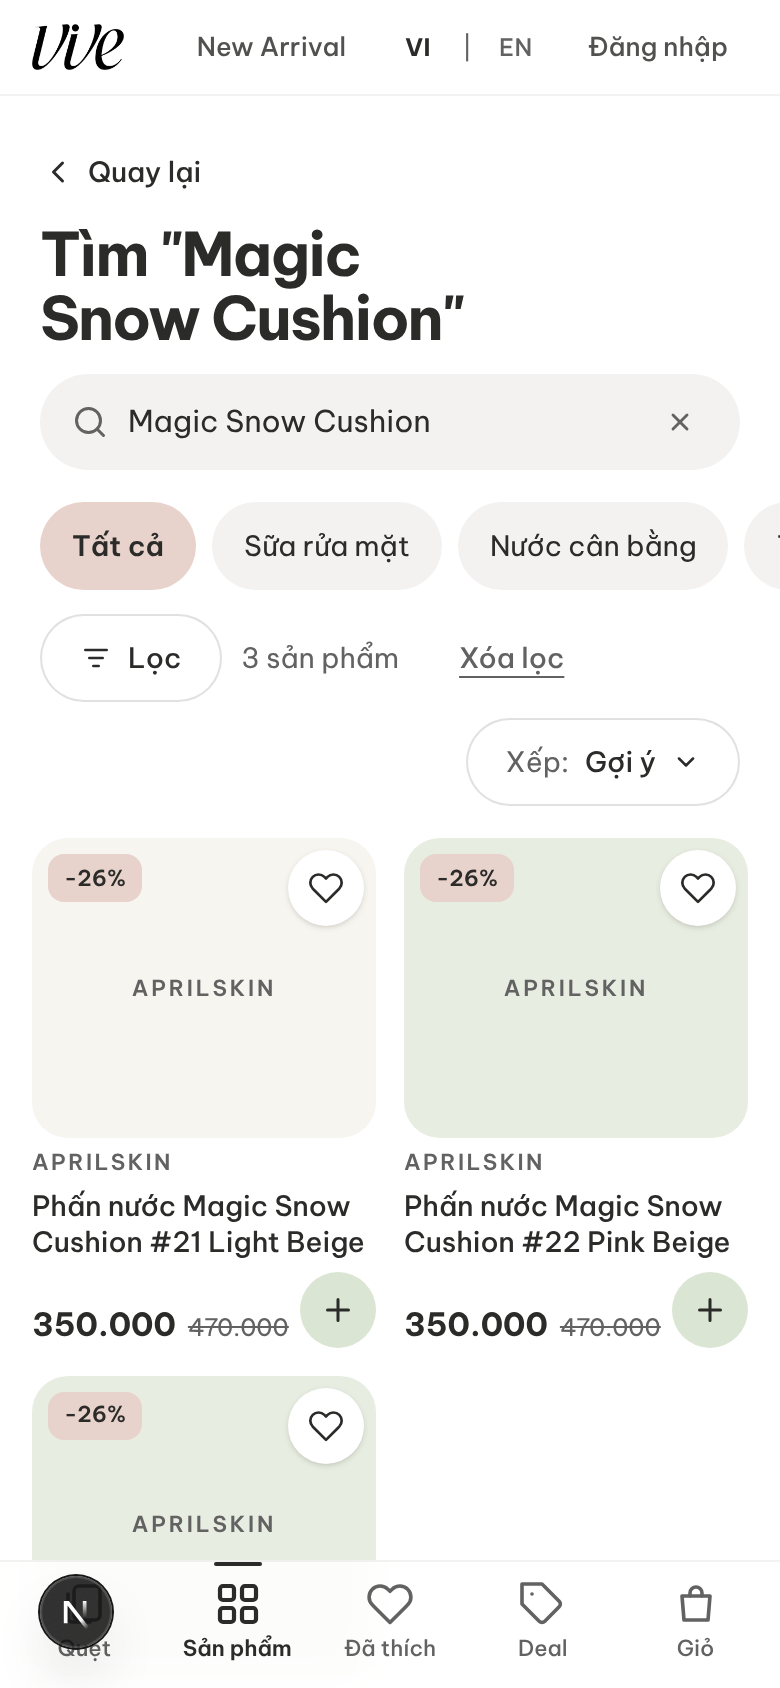 Vive
New Arrival
VI | EN
Đăng nhập
Quay lại
Tìm "Magic
Snow Cushion"
Magic Snow Cushion
Tất cả
Sữa rửa mặt
Nước cân bằng
Lọc
3 sản phẩm
Xóa lọc
Xếp: Gợi ý
-26%
APRILSKIN
APRILSKIN
Phấn nước Magic Snow
Cushion #21 Light Beige
350.000 470.000
-26%
APRILSKIN
APRILSKIN
Phấn nước Magic Snow
Cushion #22 Pink Beige
350.000 470.000
-26%
APRILSKIN
N
Quẹt
Sản phẩm
Đã thích
Deal
Giỏ